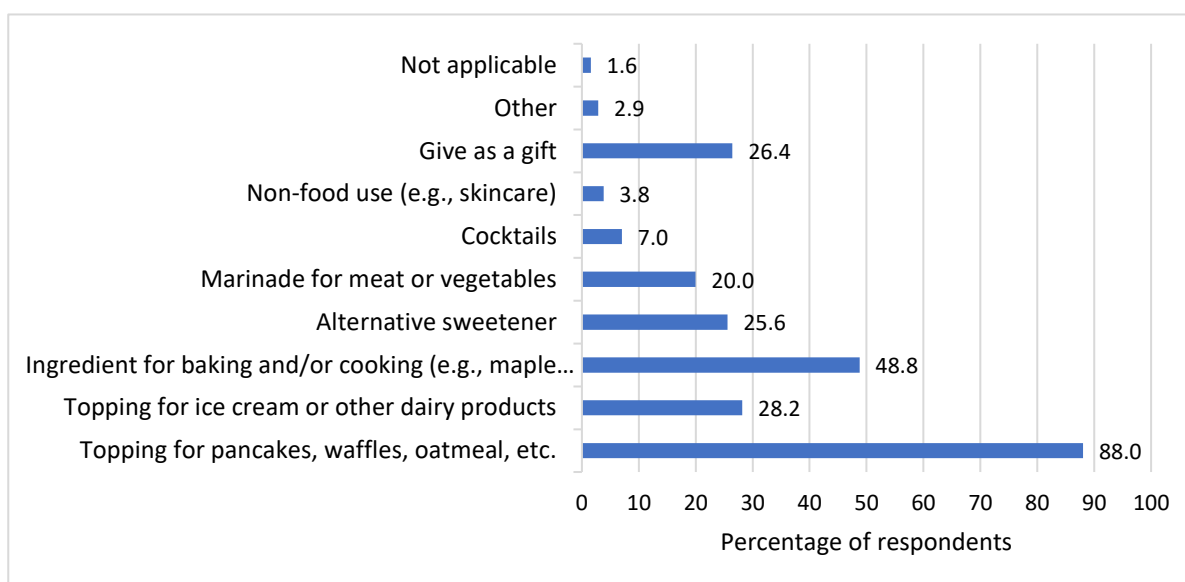 Not applicable 1.6
Other 2.9
Give as a gift 26.4
Non-food use (e.g., skincare) 3.8
Cocktails 7.0
Marinade for meat or vegetables 20.0
Alternative sweetener 25.6
Ingredient for baking and/or cooking (e.g., maple... 48.8
Topping for ice cream or other dairy products 28.2
Topping for pancakes, waffles, oatmeal, etc. 88.0
0 10 20 30 40 50 60 70 80 90 100
Percentage of respondents